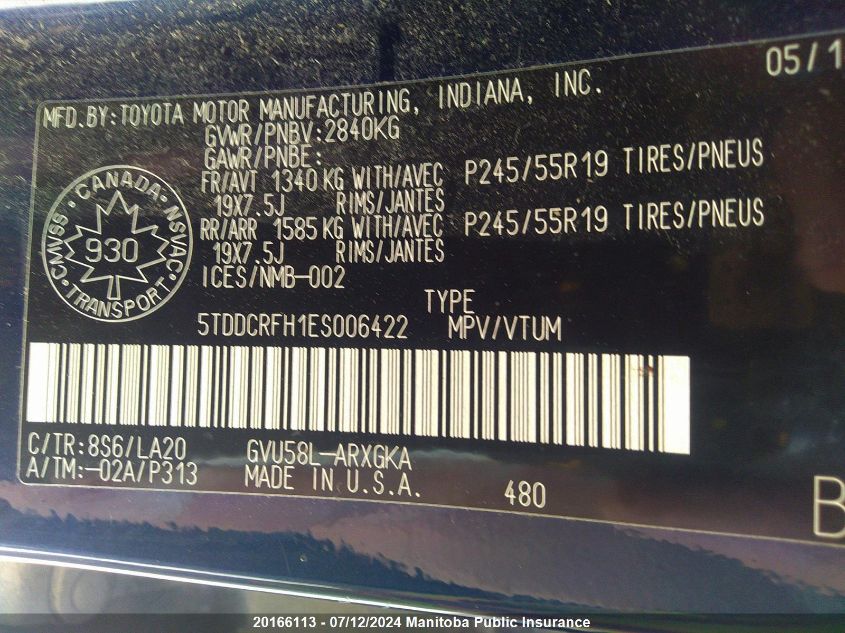 05/1
MFD.BY:TOYOTA MOTOR MANUFACTURING, INDIANA, INC.
GVWR/PNBV:2840KG
GAWR/PNBE:
FR/AVT 1340 KG WITH/AVEC P245/55R19 TIRES/PNEUS
19X7.5J RIMS/JANTES
RR/ARR 1585 KG WITH/AVEC P245/55R19 TIRES/PNEUS
19X7.5J RIMS/JANTES
ICES/NMB-002
CANADA · NSVAC · TRANSPORT · CMVSS
930
TYPE
5TDDCRFH1ES006422 MPV/VTUM
C/TR:8S6/LA20 GVU58L-ARXGKA
A/TM:-02A/P313 MADE IN U.S.A. 480
B
20166113 - 07/12/2024 Manitoba Public Insurance